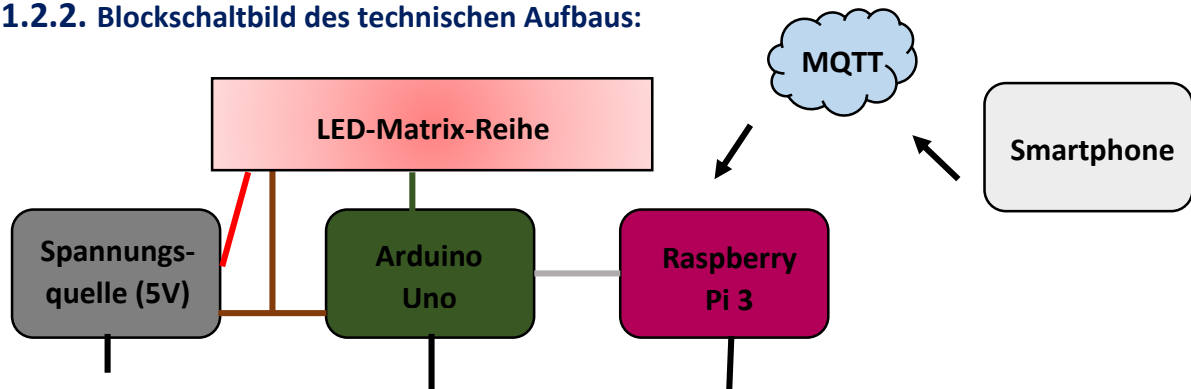 1.2.2. Blockschaltbild des technischen Aufbaus:
MQTT
LED-Matrix-Reihe
Smartphone
Spannungs-
quelle (5V)
Arduino
Uno
Raspberry
Pi 3